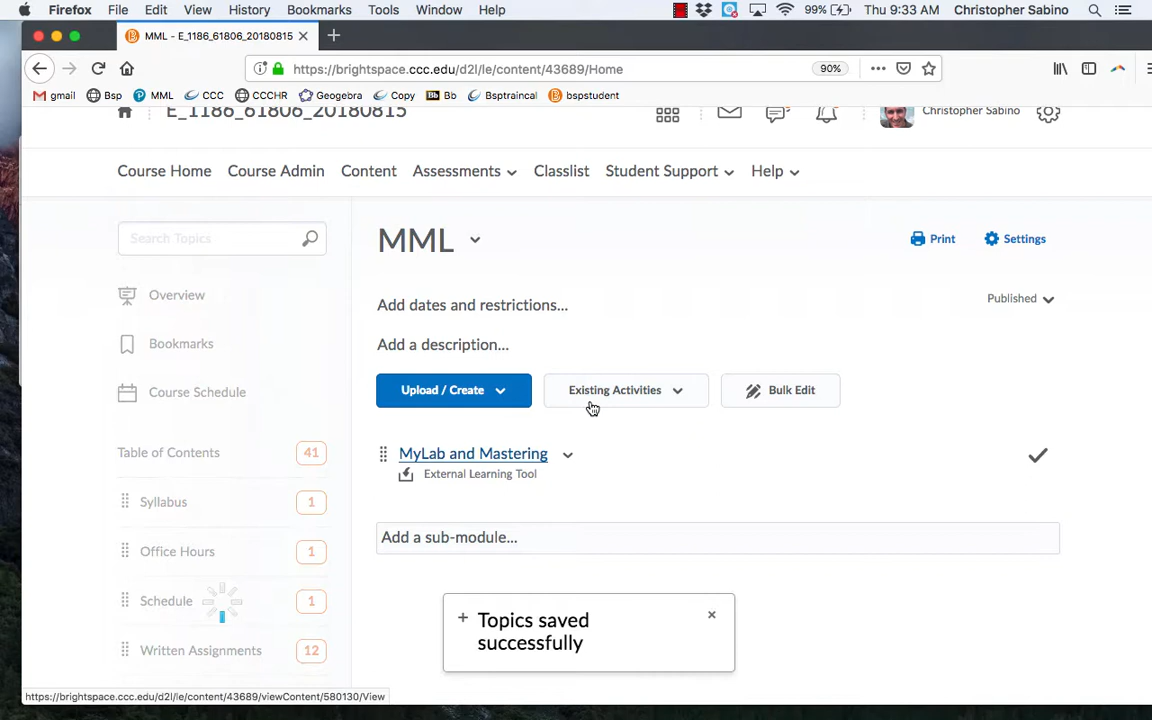 Firefox File Edit View History Bookmarks Tools Window Help 99% Thu 9:33 AM Christopher Sabino
MML - E_1186_61806_20180815
https://brightspace.ccc.edu/d2l/le/content/43689/Home 90%
gmail Bsp MML CCC CCCHR Geogebra Copy Bb Bsptraincal bspstudent
E_1186_61806_20180815 Christopher Sabino
Course Home Course Admin Content Assessments Classlist Student Support Help
Search Topics
MML
Print Settings
Overview
Add dates and restrictions...
Published
Bookmarks
Add a description...
Course Schedule
Upload / Create Existing Activities Bulk Edit
Table of Contents 41
MyLab and Mastering
External Learning Tool
Syllabus 1
Add a sub-module...
Office Hours 1
Schedule 1
Topics saved
successfully
Written Assignments 12
https://brightspace.ccc.edu/d2l/le/content/43689/viewContent/580130/View